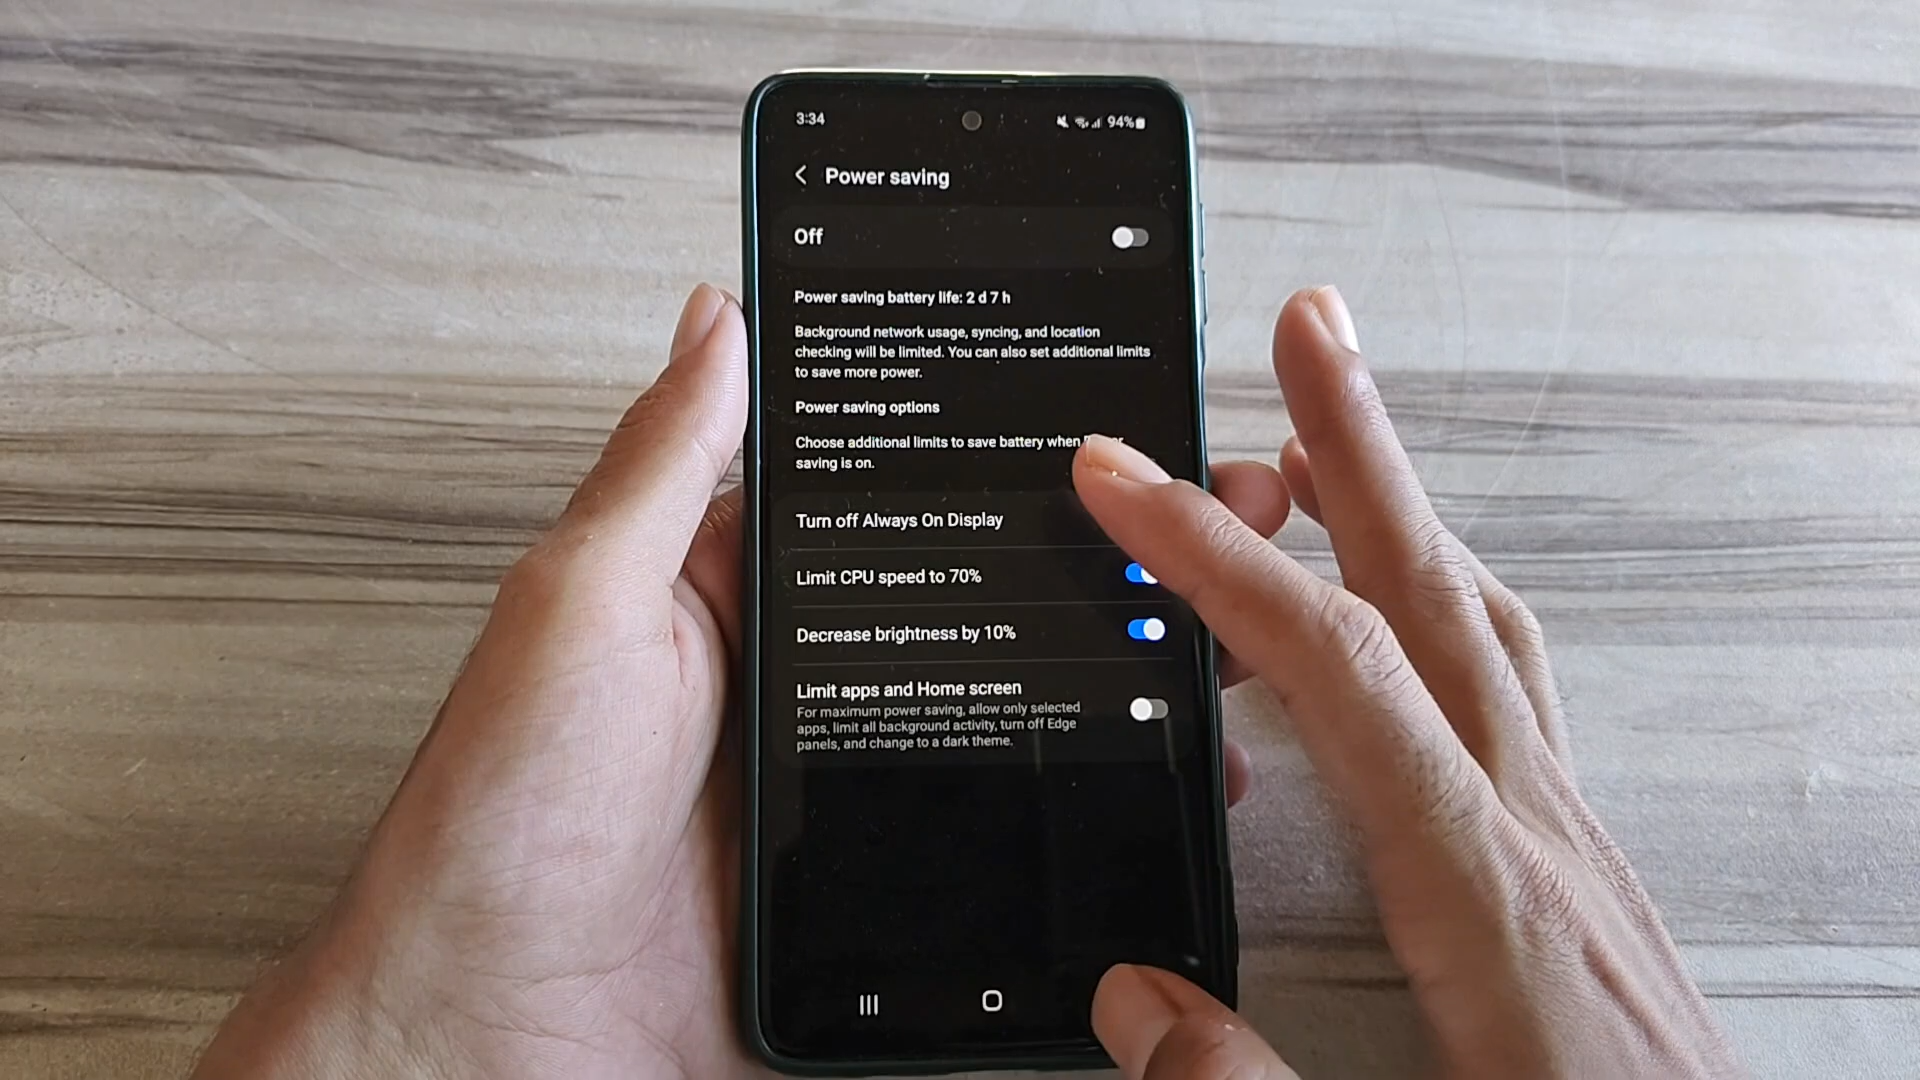 3:34
94%
Power saving
Off
Power saving battery life: 2 d 7 h
Background network usage, syncing, and location
checking will be limited. You can also set additional limits
to save more power.
Power saving options
Choose additional limits to save battery when
saving is on.
Turn off Always On Display
Limit CPU speed to 70%
Decrease brightness by 10%
Limit apps and Home screen
For maximum power saving, allow only selected
apps, limit all background activity, turn off Edge
panels, and change to a dark theme.